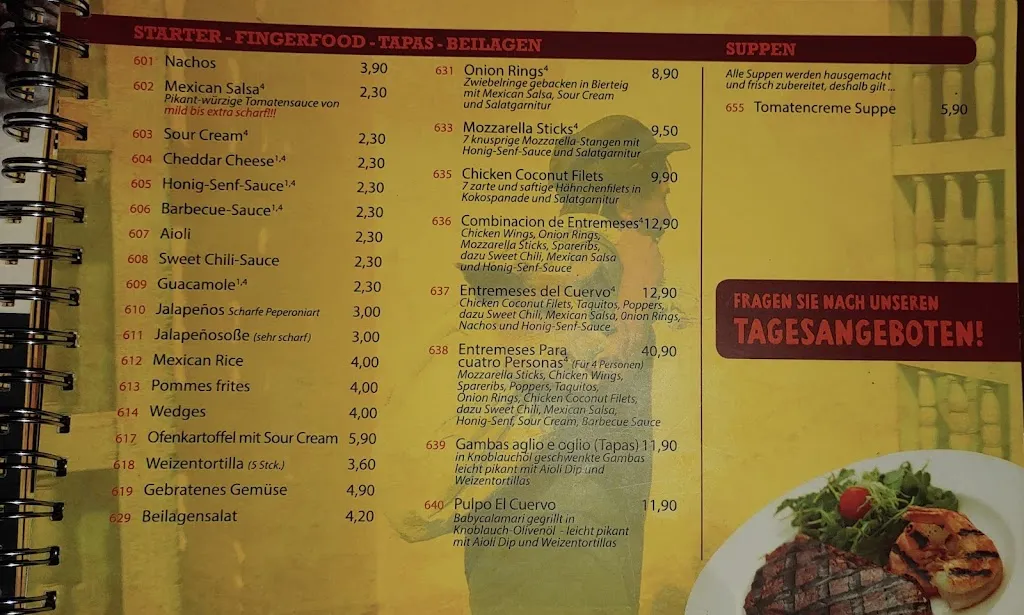 STARTER - FINGERFOOD - TAPAS - BEILAGEN
601 Nachos 3,90
602 Mexican Salsa⁴ 2,30
Pikant-würzige Tomatensauce von
mild bis extra scharf!!!
603 Sour Cream⁴ 2,30
604 Cheddar Cheese¹,⁴ 2,30
605 Honig-Senf-Sauce¹,⁴ 2,30
606 Barbecue-Sauce¹,⁴ 2,30
607 Aioli 2,30
608 Sweet Chili-Sauce 2,30
609 Guacamole¹,⁴ 2,30
610 Jalapeños Scharfe Peperoniart 3,00
611 Jalapeñosoße (sehr scharf) 3,00
612 Mexican Rice 4,00
613 Pommes frites 4,00
614 Wedges 4,00
617 Ofenkartoffel mit Sour Cream 5,90
618 Weizentortilla (5 Stck.) 3,60
619 Gebratenes Gemüse 4,90
629 Beilagensalat 4,20
631 Onion Rings⁴ 8,90
Zwiebelringe gebacken in Bierteig
mit Mexican Salsa, Sour Cream
und Salatgarnitur
633 Mozzarella Sticks⁴ 9,50
7 knusprige Mozzarella-Stangen mit
Honig-Senf-Sauce und Salatgarnitur
635 Chicken Coconut Filets 9,90
7 zarte und saftige Hähnchenfilets in
Kokospanade und Salatgarnitur
636 Combinacion de Entremeses⁴ 12,90
Chicken Wings, Onion Rings,
Mozzarella Sticks, Spareribs,
dazu Sweet Chili, Mexican Salsa
und Honig-Senf-Sauce
637 Entremeses del Cuervo⁴ 12,90
Chicken Coconut Filets, Taquitos, Poppers,
dazu Sweet Chili, Mexican Salsa, Onion Rings,
Nachos und Honig-Senf-Sauce
638 Entremeses Para 40,90
cuatro Personas⁴ (Für 4 Personen)
Mozzarella Sticks, Chicken Wings,
Spareribs, Poppers, Taquitos,
Onion Rings, Chicken Coconut Filets,
dazu Sweet Chili, Mexican Salsa,
Honig-Senf, Sour Cream, Barbecue Sauce
639 Gambas aglio e oglio (Tapas) 11,90
in Knoblauchöl geschwenkte Gambas
leicht pikant mit Aioli Dip und
Weizentortillas
640 Pulpo El Cuervo 11,90
Babycalamari gegrillt in
Knoblauch-Olivenöl - leicht pikant
mit Aioli Dip und Weizentortillas
SUPPEN
Alle Suppen werden hausgemacht
und frisch zubereitet, deshalb gilt ...
655 Tomatencreme Suppe 5,90
FRAGEN SIE NACH UNSEREN
TAGESANGEBOTEN!